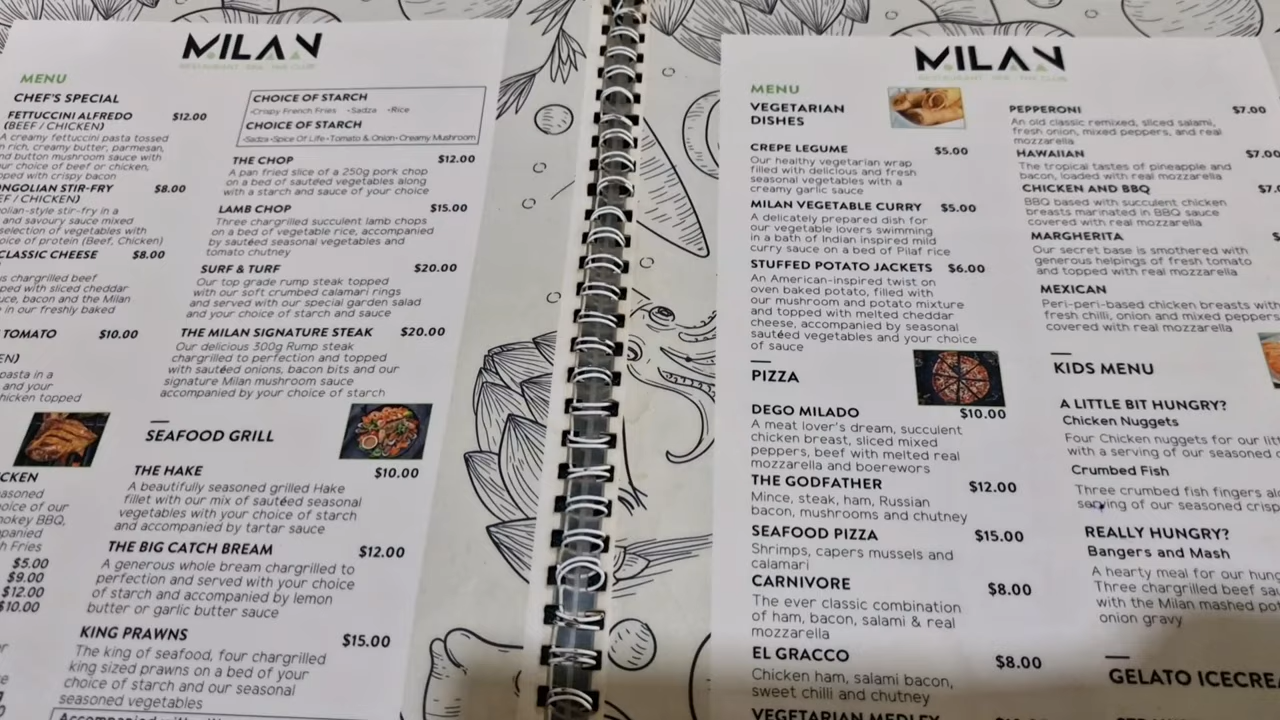 MILAN
MENU
CHEF'S SPECIAL
FETTUCCINI ALFREDO $12.00
(BEEF / CHICKEN)
A creamy fettuccini pasta tossed
rich, creamy butter, parmesan,
button mushroom sauce with
choice of beef or chicken,
with crispy bacon
STIR-FRY $8.00
CHICKEN)
stir-fry in a
and savoury sauce mixed
selection of vegetables with
of protein (Beef, Chicken)
CLASSIC CHEESE $8.00
chargrilled beef
with sliced cheddar
bacon and the Milan
in our freshly baked
TOMATO $10.00
pasta in a
and your
topped
of our
BBQ,
Fries
$5.00
$9.00
$12.00
$10.00
CHOICE OF STARCH
•Crispy French Fries •Sadza •Rice
CHOICE OF STARCH
•Sadza •Spice Of Life •Tomato & Onion •Creamy Mushroom
THE CHOP $12.00
A pan fried slice of a 250g pork chop
on a bed of sautéed vegetables along
with a starch and sauce of your choice
LAMB CHOP $15.00
Three chargrilled succulent lamb chops
on a bed of vegetable rice, accompanied
by sautéed seasonal vegetables and
tomato chutney
SURF & TURF $20.00
Our top grade rump steak topped
with our soft crumbed calamari rings
and served with our special garden salad
and your choice of starch and sauce
THE MILAN SIGNATURE STEAK $20.00
Our delicious 300g Rump steak
chargrilled to perfection and topped
with sautéed onions, bacon bits and our
signature Milan mushroom sauce
accompanied by your choice of starch
SEAFOOD GRILL
THE HAKE $10.00
A beautifully seasoned grilled Hake
fillet with our mix of sautéed seasonal
vegetables with your choice of starch
and accompanied by tartar sauce
THE BIG CATCH BREAM $12.00
A generous whole bream chargrilled to
perfection and served with your choice
of starch and accompanied by lemon
butter or garlic butter sauce
KING PRAWNS $15.00
The king of seafood, four chargrilled
king sized prawns on a bed of your
choice of starch and our seasonal
seasoned vegetables
MILAN
MENU
VEGETARIAN
DISHES
CREPE LEGUME $5.00
Our healthy vegetarian wrap
filled with delicious and fresh
seasonal vegetables with a
creamy garlic sauce
MILAN VEGETABLE CURRY $5.00
A delicately prepared dish for
our vegetable lovers swimming
in a bath of Indian inspired mild
curry sauce on a bed of Pilaf rice
STUFFED POTATO JACKETS $6.00
An American-inspired twist on
oven baked potato, filled with
our mushroom and potato mixture
and topped with melted cheddar
cheese, accompanied by seasonal
sautéed vegetables and your choice
of sauce
PIZZA
DEGO MILADO $10.00
A meat lover's dream, succulent
chicken breast, sliced mixed
peppers, beef with melted real
mozzarella and boerewors
THE GODFATHER $12.00
Mince, steak, ham, Russian
bacon, mushrooms and chutney
SEAFOOD PIZZA $15.00
Shrimps, capers mussels and
calamari
CARNIVORE $8.00
The ever classic combination
of ham, bacon, salami & real
mozzarella
EL GRACCO $8.00
Chicken ham, salami bacon,
sweet chilli and chutney
VEGETARIAN MEDLEY
PEPPERONI $7.00
An old classic remixed, sliced salami,
fresh onion, mixed peppers, and real
mozzarella
HAWAIIAN $7.00
The tropical tastes of pineapple and
bacon, loaded with real mozzarella
CHICKEN AND BBQ
BBQ based with succulent chicken
breasts marinated in BBQ sauce
covered with real mozzarella
MARGHERITA
Our secret base is smothered with
generous helpings of fresh tomato
and topped with real mozzarella
MEXICAN
Peri-peri-based chicken breasts with
fresh chilli, onion and mixed peppers
covered with real mozzarella
KIDS MENU
A LITTLE BIT HUNGRY?
Chicken Nuggets
Four Chicken nuggets for our
with a serving of our seasoned
Crumbed Fish
Three crumbed fish fingers
serving of our seasoned
REALLY HUNGRY?
Bangers and Mash
A hearty meal for our
Three chargrilled beef
with the Milan mashed
onion gravy
GELATO